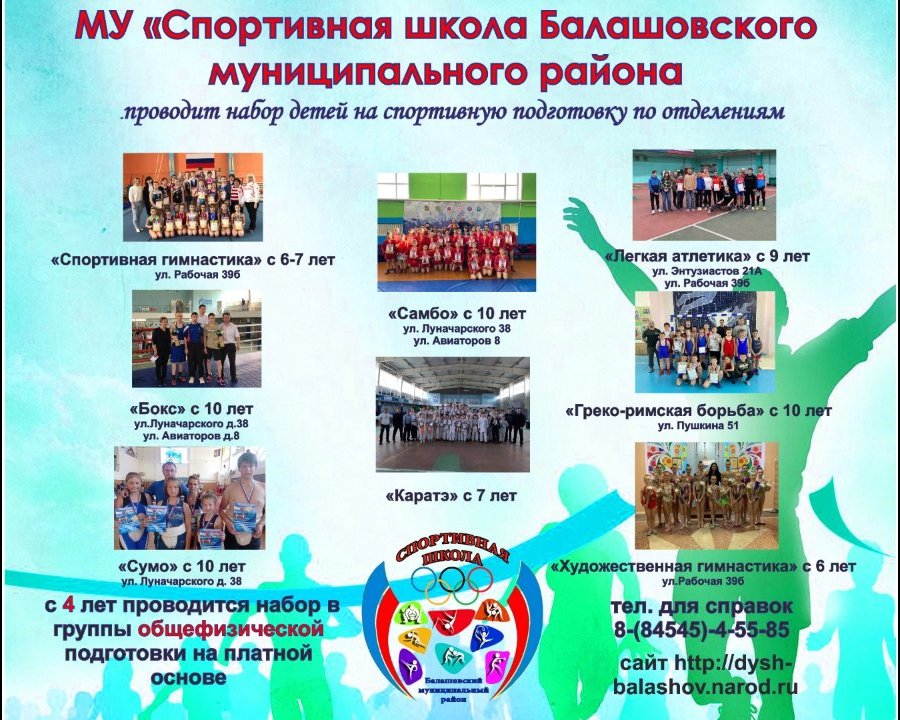 МУ «Спортивная школа Балашовского
муниципального района
.проводит набор детей на спортивную подготовку по отделениям
«Спортивная гимнастика» с 6-7 лет
ул. Рабочая 39б
«Самбо» с 10 лет
ул. Луначарского 38
ул. Авиаторов 8
«Легкая атлетика» с 9 лет
ул. Энтузиастов 21А
ул. Рабочая 39б
«Бокс» с 10 лет
ул.Луначарского д.38
ул. Авиаторов д.8
«Каратэ» с 7 лет
«Греко-римская борьба» с 10 лет
ул. Пушкина 51
«Сумо» с 10 лет
ул. Луначарского д. 38
«Художественная гимнастика» с 6 лет
ул.Рабочая 39б
с 4 лет проводится набор в
группы общефизической
подготовки на платной
основе
СПОРТИВНАЯ
ШКОЛА
Балашовский
муниципальный
район
тел. для справок
8-(84545)-4-55-85
сайт http://dysh-
balashov.narod.ru